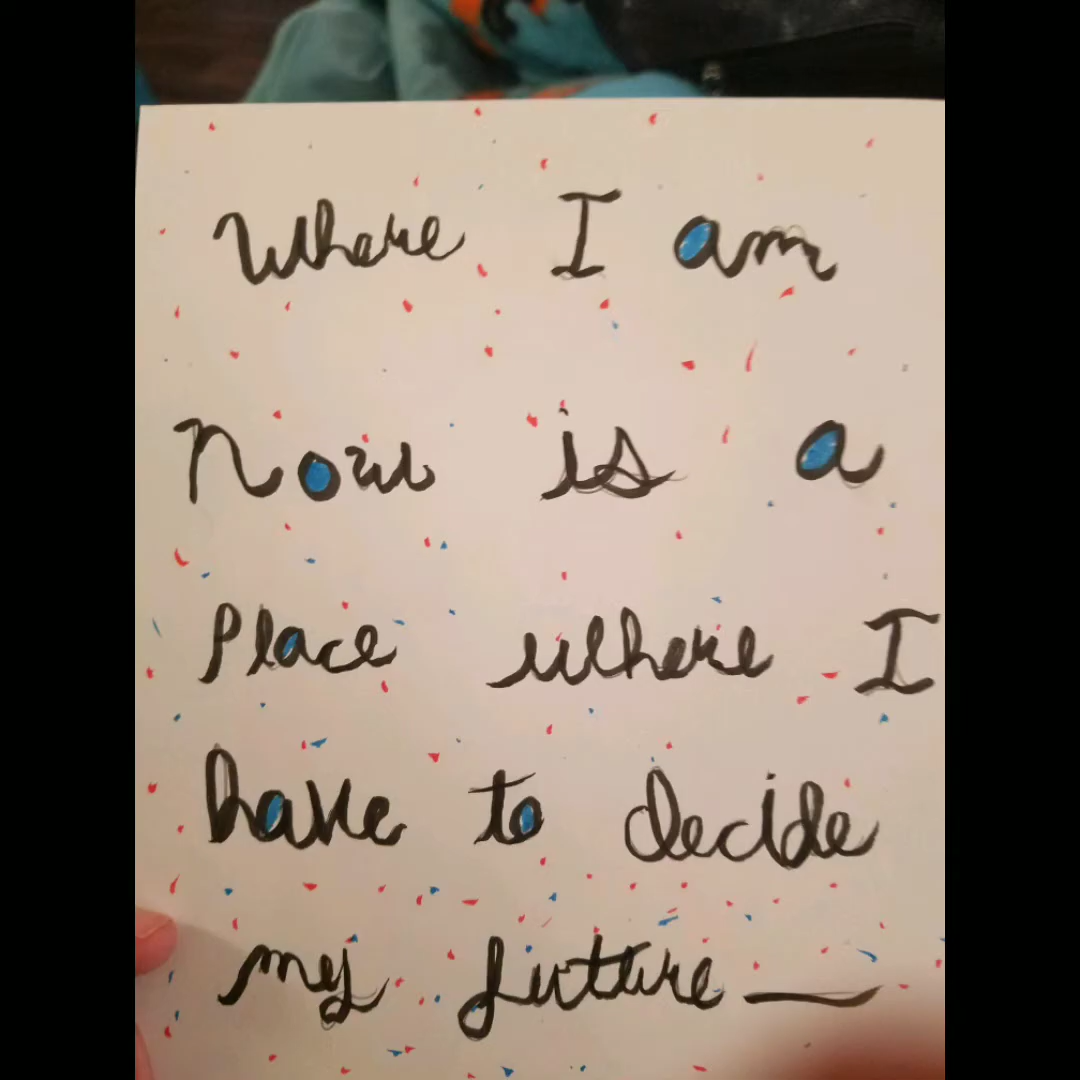 Where I am
Now is a
Place where I
have to decide
my future —